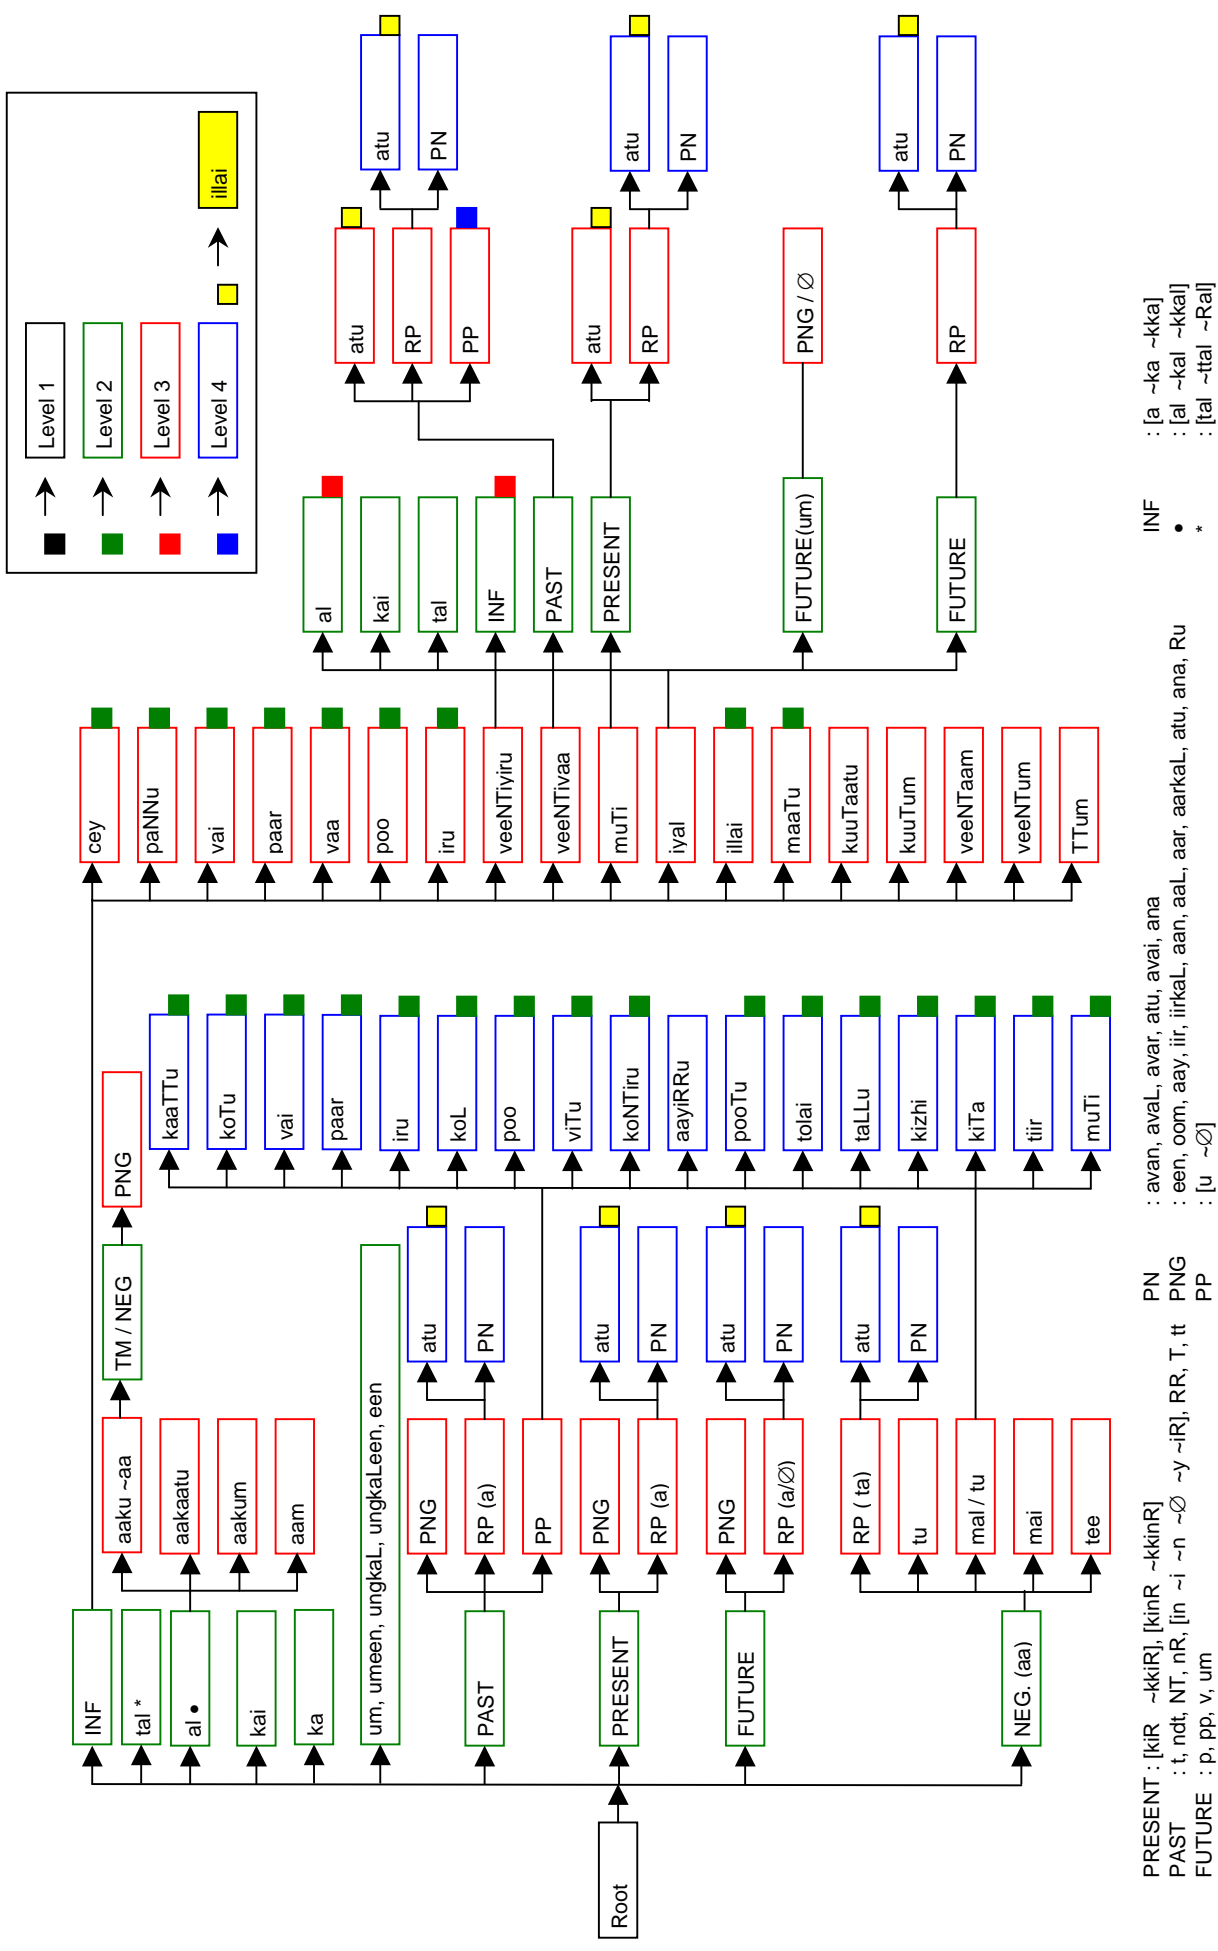 Level 1
Level 2
Level 3
Level 4
illai
Root
INF
tal *
al •
kai
ka
um, umeen, ungkaL, ungkaLeen, een
PAST
PRESENT
FUTURE
NEG. (aa)
aaku ~aa
aakaatu
aakum
aam
PNG
RP (a)
PP
PNG
RP (a)
PNG
RP (a/∅)
RP ( ta)
tu
mal / tu
mai
tee
TM / NEG
PNG
atu
PN
atu
PN
atu
PN
atu
PN
kaaTTu
koTu
vai
paar
iru
koL
poo
viTu
koNTiru
aayiRRu
pooTu
tolai
taLLu
kizhi
kiTa
tiir
muTi
cey
paNNu
vai
paar
vaa
poo
iru
veeNTiyiru
veeNTivaa
muTi
iyal
illai
maaTu
kuuTaatu
kuuTum
veeNTaam
veeNTum
TTum
al
kai
tal
INF
PAST
PRESENT
FUTURE(um)
FUTURE
atu
RP
PP
atu
RP
PNG / ∅
RP
atu
PN
atu
PN
atu
PN
PRESENT : [kiR ~kkiR], [kinR ~kkinR]
PAST : t, ndt, NT, nR, [in ~i ~n ~∅ ~y ~iR], RR, T, tt
FUTURE : p, pp, v, um
PN : avan, avaL, avar, atu, avai, ana
PNG : een, oom, aay, iir, iirkaL, aan, aaL, aar, aarkaL, atu, ana, Ru
PP : [u ~∅]
INF : [a ~ka ~kka]
• : [al ~kal ~kkal]
* : [tal ~ttal ~Ral]